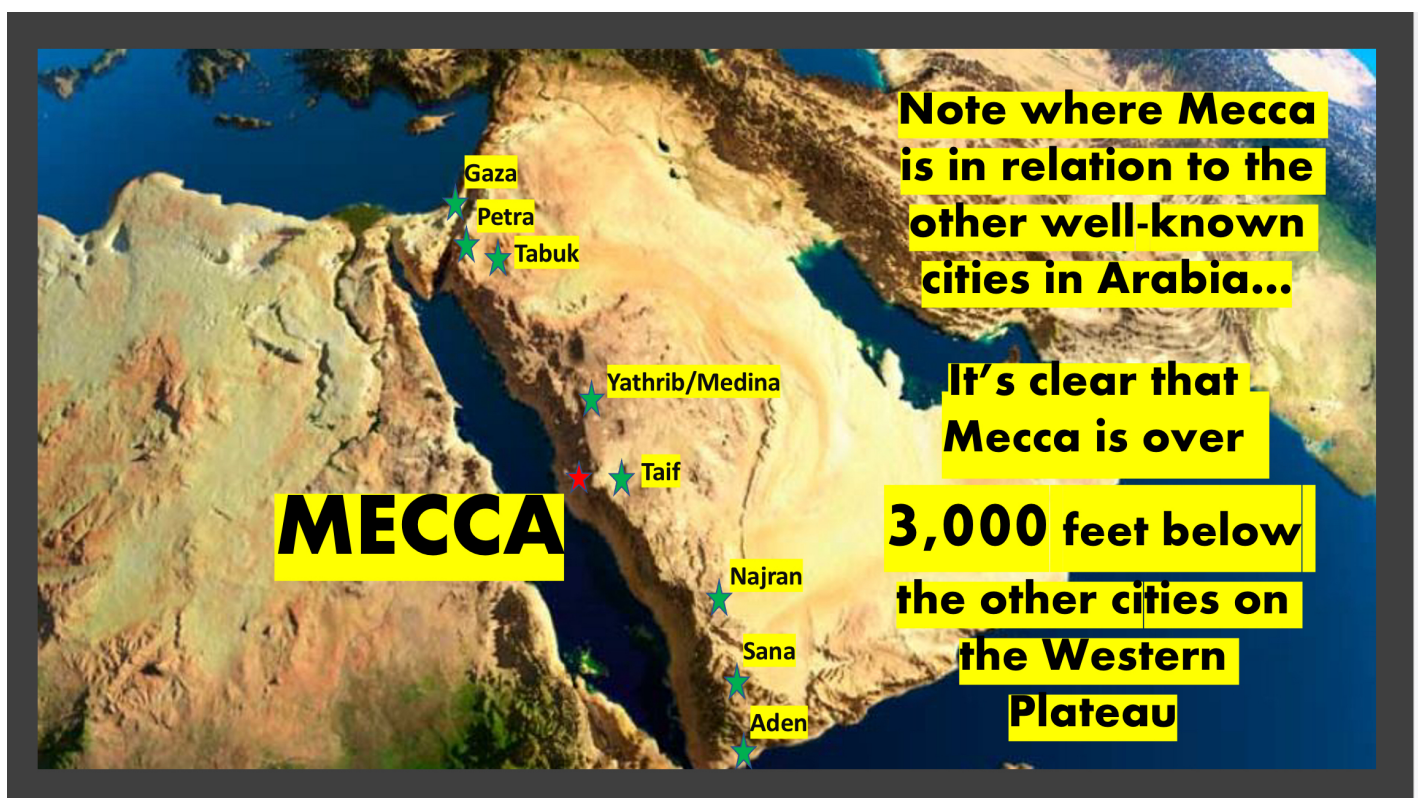 Gaza
Petra
Tabuk
Yathrib/Medina
Taif
MECCA
Najran
Sana
Aden
Note where Mecca
is in relation to the
other well-known
cities in Arabia...
It's clear that
Mecca is over
3,000 feet below
the other cities on
the Western
Plateau